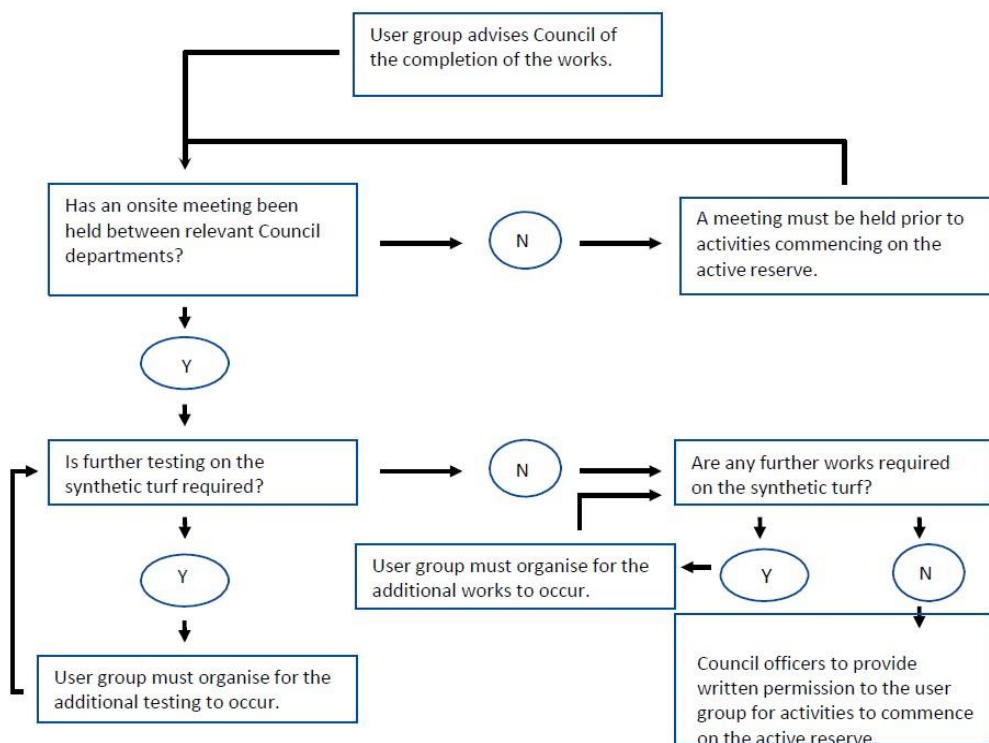 User group advises Council of
the completion of the works.
Has an onsite meeting been
held between relevant Council
departments?
N
A meeting must be held prior to
activities commencing on the
active reserve.
Y
Is further testing on the
synthetic turf required?
N
Are any further works required
on the synthetic turf?
Y
User group must organise for the
additional works to occur.
Y
N
User group must organise for the
additional testing to occur.
Council officers to provide
written permission to the user
group for activities to commence
on the active reserve.